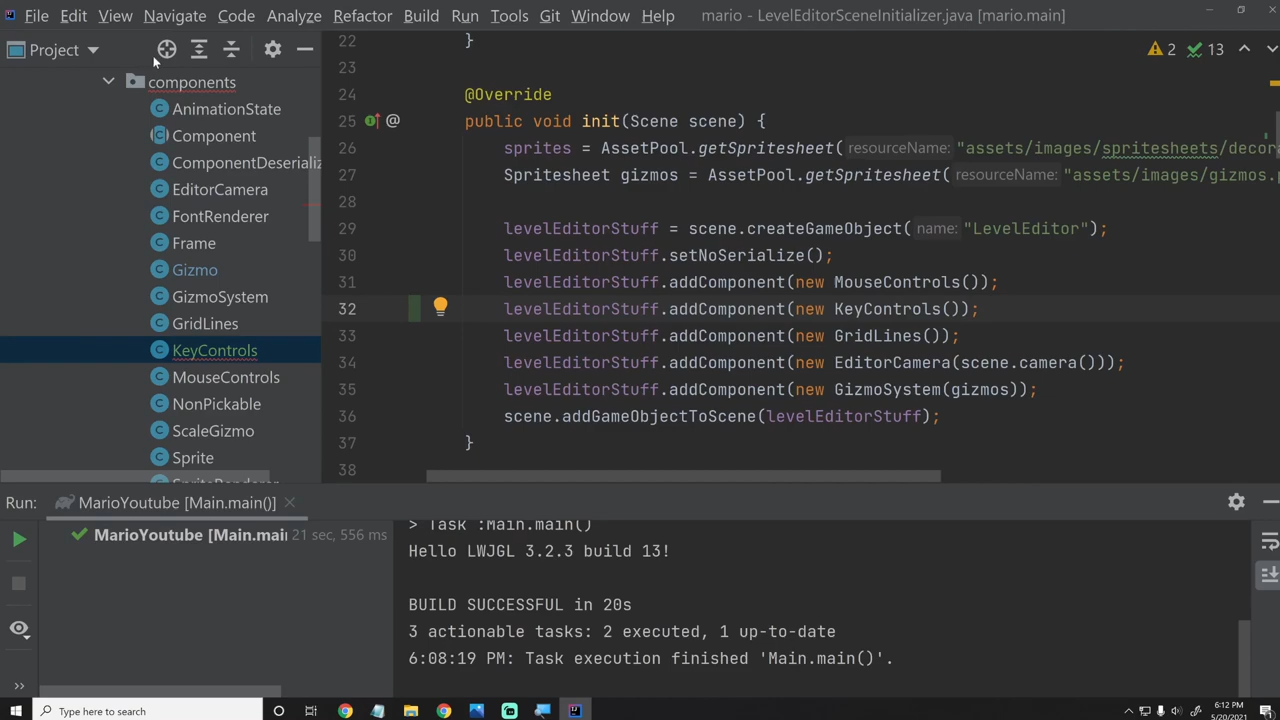 File Edit View Navigate Code Analyze Refactor Build Run Tools Git Window Help mario - LevelEditorSceneInitializer.java [mario.main]
Project
components
AnimationState
Component
ComponentDeserializ
EditorCamera
FontRenderer
Frame
Gizmo
GizmoSystem
GridLines
KeyControls
MouseControls
NonPickable
ScaleGizmo
Sprite
SpriteRenderer
2 13
22 }
23
24 @Override
25 @ public void init(Scene scene) {
26 sprites = AssetPool.getSpritesheet( resourceName: "assets/images/spritesheets/decor
27 Spritesheet gizmos = AssetPool.getSpritesheet( resourceName: "assets/images/gizmos.p
28
29 levelEditorStuff = scene.createGameObject( name: "LevelEditor");
30 levelEditorStuff.setNoSerialize();
31 levelEditorStuff.addComponent(new MouseControls());
32 levelEditorStuff.addComponent(new KeyControls());
33 levelEditorStuff.addComponent(new GridLines());
34 levelEditorStuff.addComponent(new EditorCamera(scene.camera()));
35 levelEditorStuff.addComponent(new GizmoSystem(gizmos));
36 scene.addGameObjectToScene(levelEditorStuff);
37 }
38
Run: MarioYoutube [Main.main()]
MarioYoutube [Main.mai 21 sec, 556 ms
> Task :Main.main()
Hello LWJGL 3.2.3 build 13!
BUILD SUCCESSFUL in 20s
3 actionable tasks: 2 executed, 1 up-to-date
6:08:19 PM: Task execution finished 'Main.main()'.
Type here to search
6:12 PM
5/20/2021